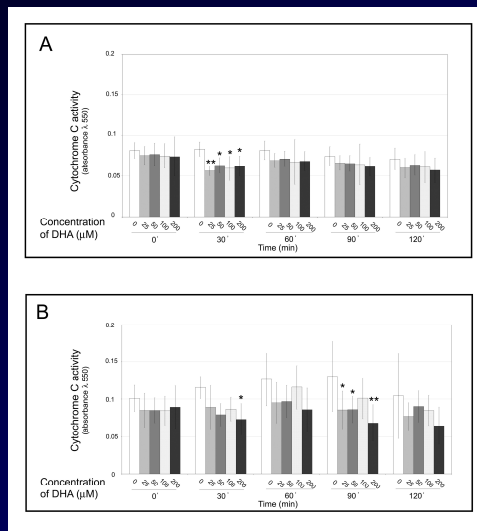 A
Cytochrome C activity
(absorbance λ 550)
0.2
0.15
0.1
0.05
0
** * * *
Concentration
of DHA (µM)
0 25 50 100 200 0 25 50 100 200 0 25 50 100 200 0 25 50 100 200 0 25 50 100 200
0´ 30´ 60´ 90´ 120´
Time (min)
B
Cytochrome C activity
(absorbance λ 550)
0.2
0.15
0.1
0.05
0
* * * **
Concentration
of DHA (µM)
0 25 50 100 200 0 25 50 100 200 0 25 50 100 200 0 25 50 100 200 0 25 50 100 200
0´ 30´ 60´ 90´ 120´
Time (min)